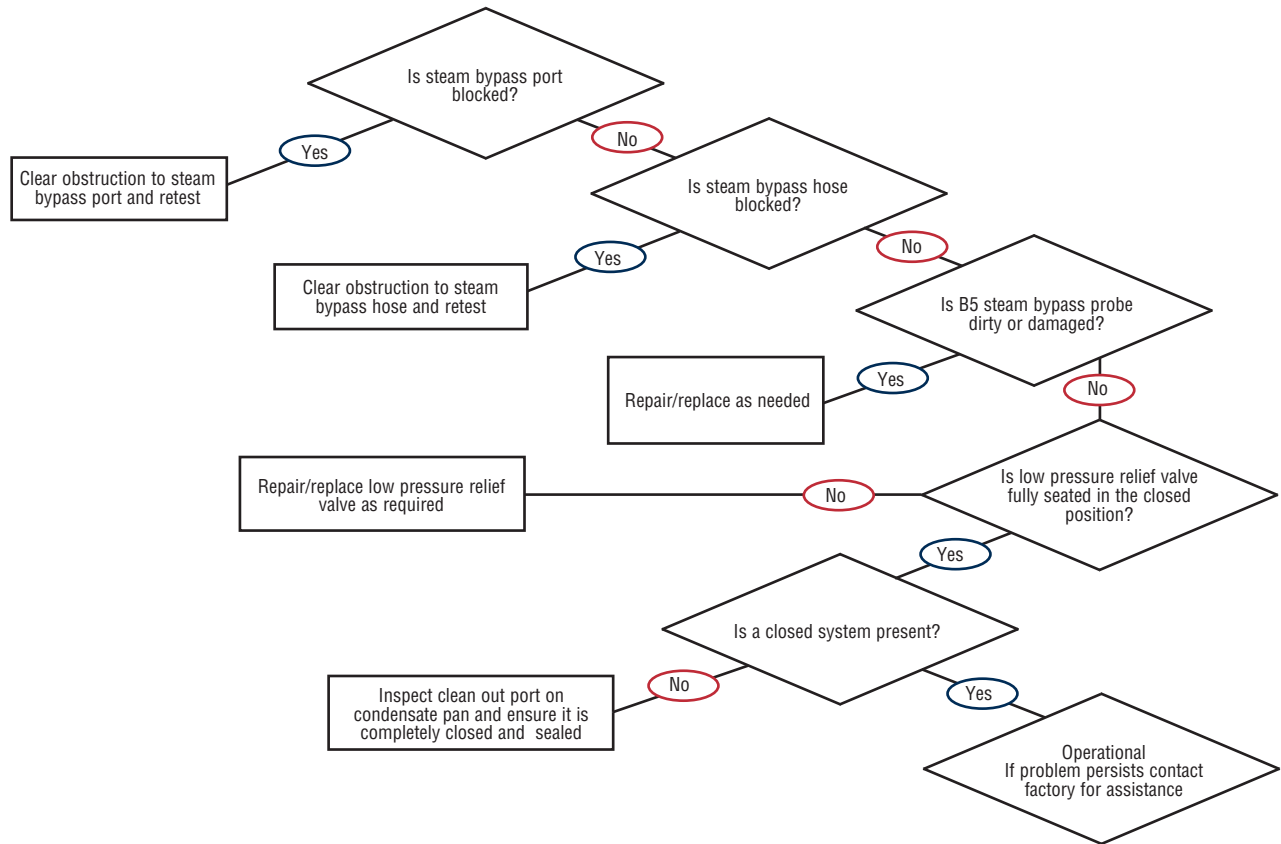 Is steam bypass port
blocked?
Yes
No
Clear obstruction to steam
bypass port and retest
Is steam bypass hose
blocked?
Yes
No
Clear obstruction to steam
bypass hose and retest
Is B5 steam bypass probe
dirty or damaged?
Yes
No
Repair/replace as needed
Is low pressure relief valve
fully seated in the closed
position?
No
Repair/replace low pressure relief
valve as required
Yes
Is a closed system present?
No
Yes
Inspect clean out port on
condensate pan and ensure it is
completely closed and sealed
Operational
If problem persists contact
factory for assistance